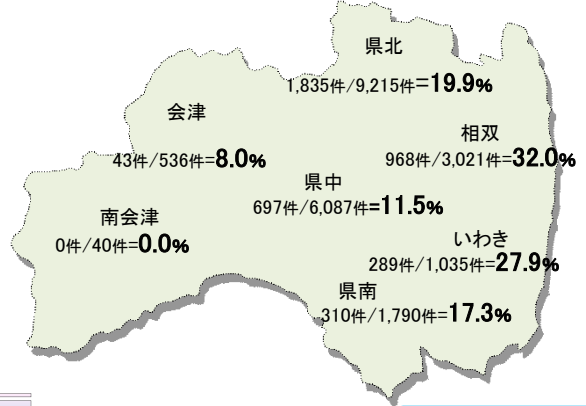 県北
1,835件/9,215件=19.9%
会津
43件/536件=8.0%
相双
968件/3,021件=32.0%
県中
697件/6,087件=11.5%
南会津
0件/40件=0.0%
いわき
289件/1,035件=27.9%
県南
310件/1,790件=17.3%